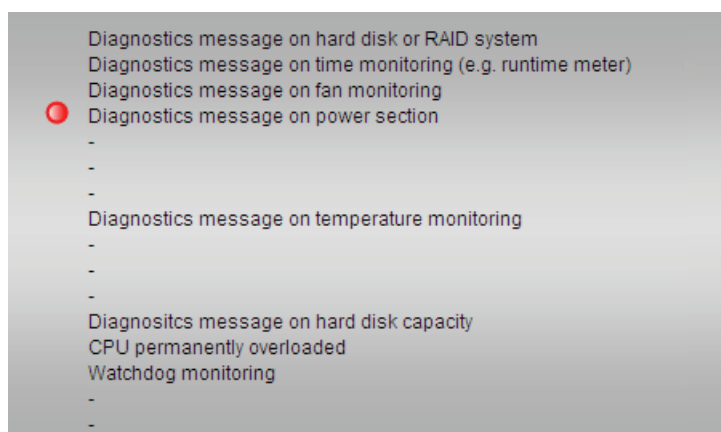 Diagnostics message on hard disk or RAID system
Diagnostics message on time monitoring (e.g. runtime meter)
Diagnostics message on fan monitoring
Diagnostics message on power section
-
-
-
Diagnostics message on temperature monitoring
-
-
-
Diagnositcs message on hard disk capacity
CPU permanently overloaded
Watchdog monitoring
-
-